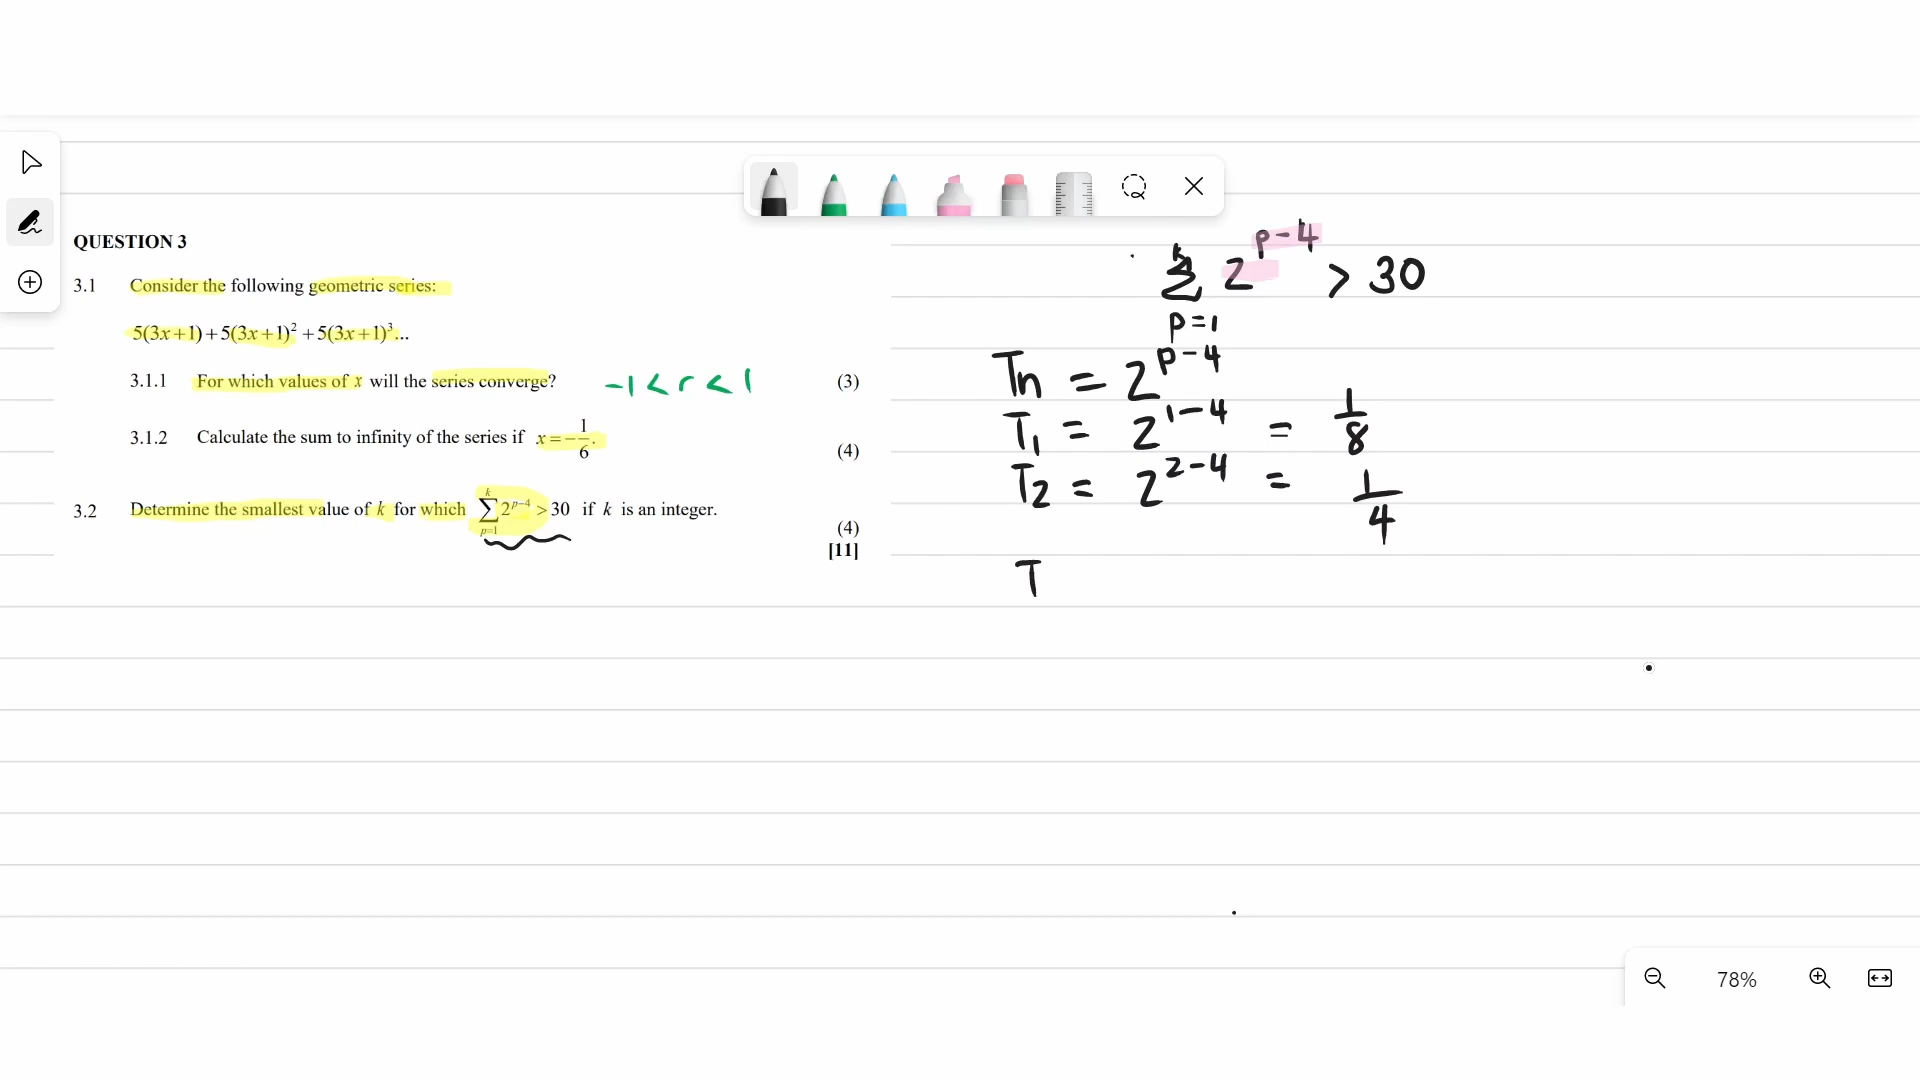 QUESTION 3
3.1 Consider the following geometric series:
5(3x+1)+5(3x+1)²+5(3x+1)³...
3.1.1 For which values of x will the series converge? (3)
-1 < r < 1
3.1.2 Calculate the sum to infinity of the series if x = -1/6. (4)
3.2 Determine the smallest value of k for which ∑_{p=1}^{k} 2^{p-4} > 30 if k is an integer. (4)
[11]
∑_{p=1}^{k} 2^{p-4} > 30
Tn = 2^{p-4}
T₁ = 2^{1-4} = 1/8
T₂ = 2^{2-4} = 1/4
T
78%